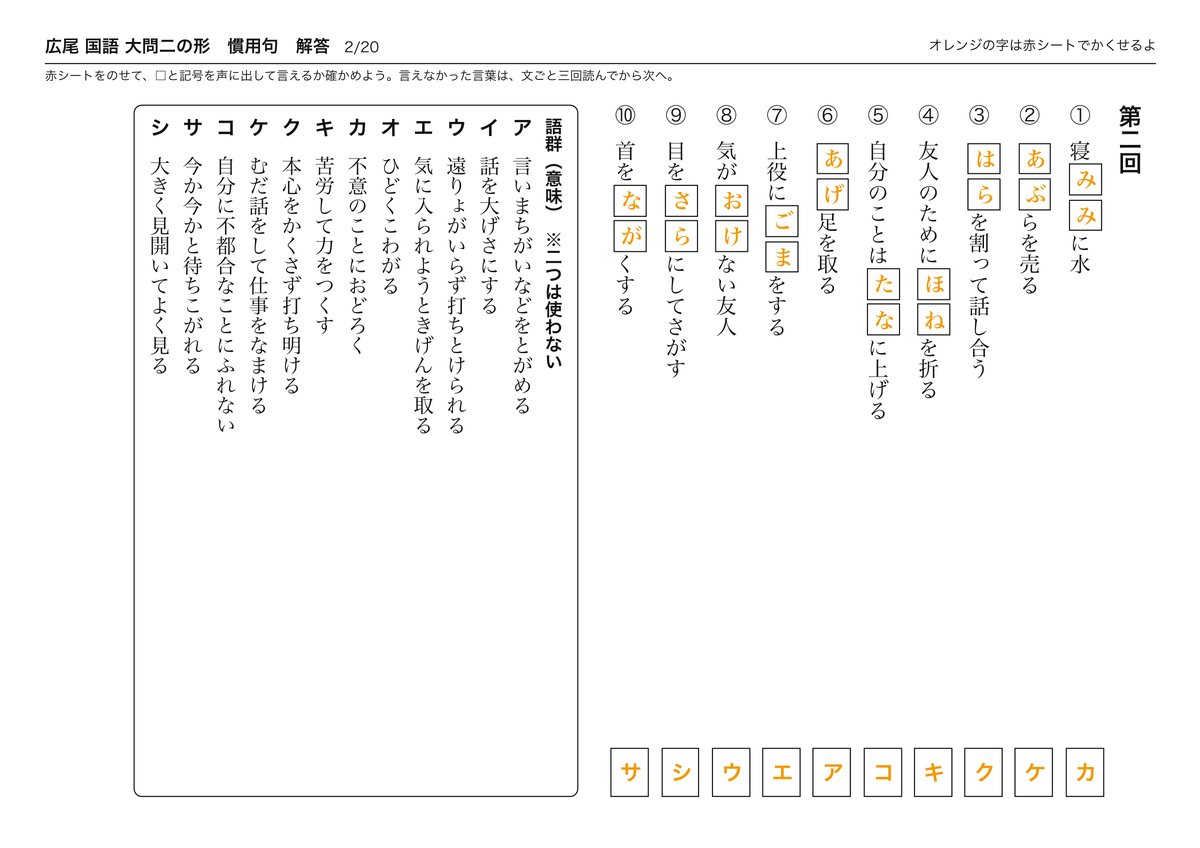 広尾 国語 大問二の形　慣用句　解答　2/20
オレンジの字は赤シートでかくせるよ
赤シートをのせて、□と記号を声に出して言えるか確かめよう。言えなかった言葉は、文ごと三回読んでから次へ。
第二回
① 寝みみに水　カ
② あぶらを売る　ケ
③ はらを割って話し合う　ク
④ 友人のためにほねを折る　キ
⑤ 自分のことはたなに上げる　コ
⑥ あげ足を取る　ア
⑦ 上役にごまをする　エ
⑧ 気がおけない友人　ウ
⑨ 目をさらにしてさがす　シ
⑩ 首をながくする　サ
語群（意味）　※二つは使わない
ア　言いまちがいなどをとがめる
イ　話を大げさにする
ウ　遠りょがいらず打ちとけられる
エ　気に入られようときげんを取る
オ　ひどくこわがる
カ　不意のことにおどろく
キ　苦労して力をつくす
ク　本心をかくさず打ち明ける
ケ　むだ話をして仕事をなまける
コ　自分に不都合なことにふれない
サ　今か今かと待ちこがれる
シ　大きく見開いてよく見る